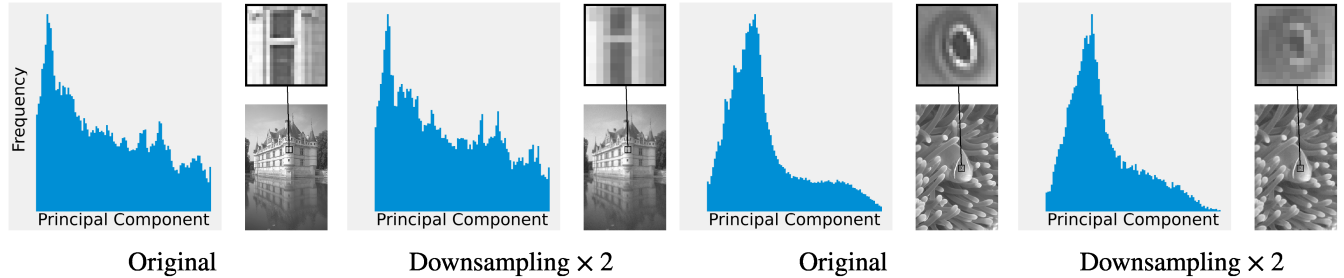 Frequency
Principal Component
Principal Component
Principal Component
Principal Component
Original
Downsampling × 2
Original
Downsampling × 2